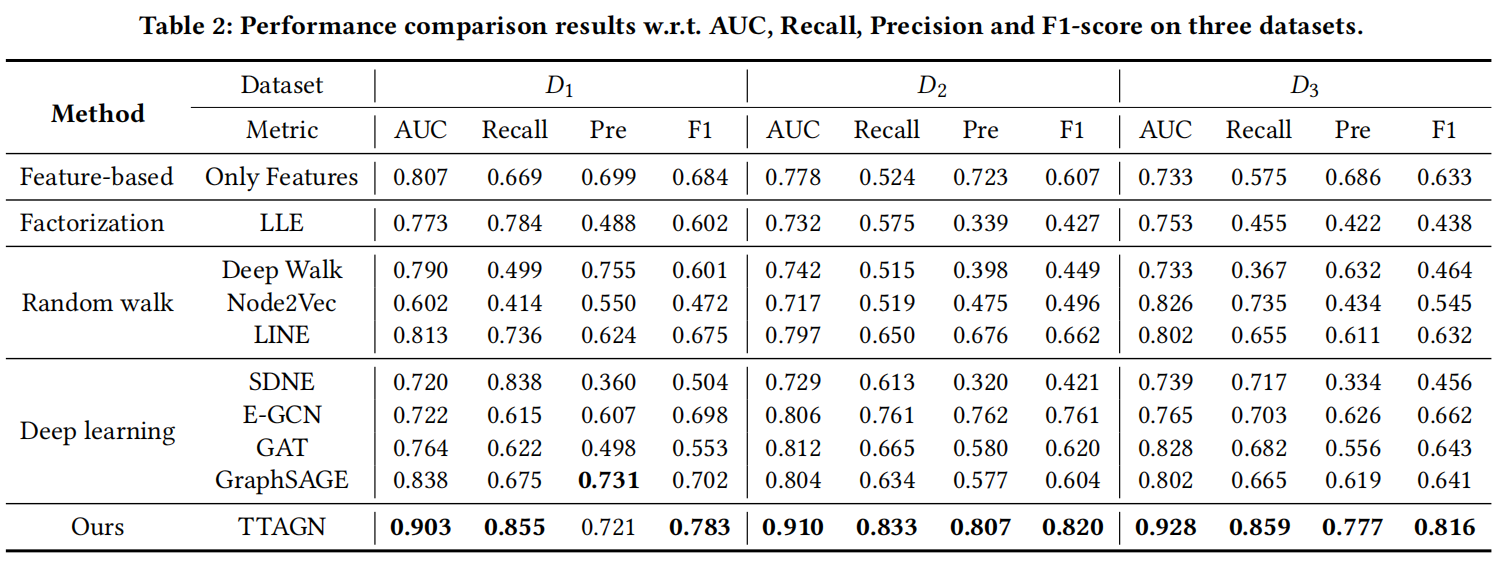 Table 2: Performance comparison results w.r.t. AUC, Recall, Precision and F1-score on three datasets.
Method Dataset D1 D2 D3
Metric AUC Recall Pre F1 AUC Recall Pre F1 AUC Recall Pre F1
Feature-based Only Features 0.807 0.669 0.699 0.684 0.778 0.524 0.723 0.607 0.733 0.575 0.686 0.633
Factorization LLE 0.773 0.784 0.488 0.602 0.732 0.575 0.339 0.427 0.753 0.455 0.422 0.438
Random walk Deep Walk 0.790 0.499 0.755 0.601 0.742 0.515 0.398 0.449 0.733 0.367 0.632 0.464
Node2Vec 0.602 0.414 0.550 0.472 0.717 0.519 0.475 0.496 0.826 0.735 0.434 0.545
LINE 0.813 0.736 0.624 0.675 0.797 0.650 0.676 0.662 0.802 0.655 0.611 0.632
Deep learning SDNE 0.720 0.838 0.360 0.504 0.729 0.613 0.320 0.421 0.739 0.717 0.334 0.456
E-GCN 0.722 0.615 0.607 0.698 0.806 0.761 0.762 0.761 0.765 0.703 0.626 0.662
GAT 0.764 0.622 0.498 0.553 0.812 0.665 0.580 0.620 0.828 0.682 0.556 0.643
GraphSAGE 0.838 0.675 0.731 0.702 0.804 0.634 0.577 0.604 0.802 0.665 0.619 0.641
Ours TTAGN 0.903 0.855 0.721 0.783 0.910 0.833 0.807 0.820 0.928 0.859 0.777 0.816